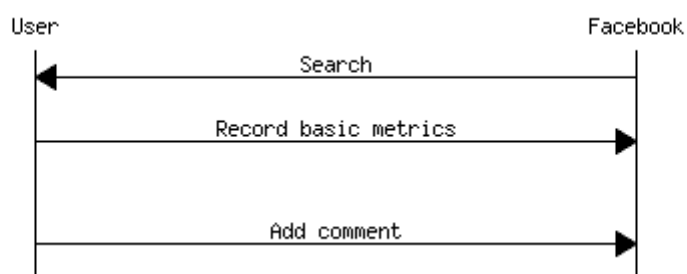 User Facebook
Search
Record basic metrics
Add comment